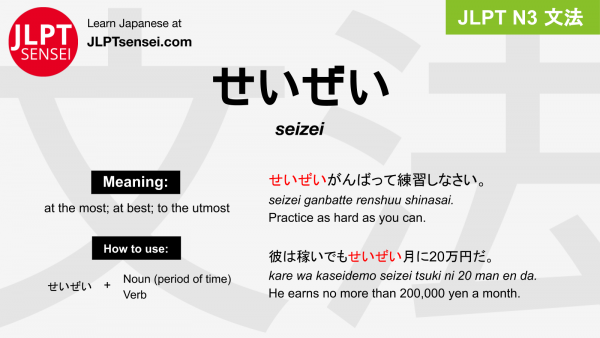 JLPT
SENSEI
Learn Japanese at
JLPTsensei.com
JLPT N3 文法
文法
せいぜい
seizei
Meaning:
at the most; at best; to the utmost
How to use:
せいぜい + Noun (period of time)
Verb
せいぜいがんばって練習しなさい。
seizei ganbatte renshuu shinasai.
Practice as hard as you can.
彼は稼いでもせいぜい月に20万円だ。
kare wa kaseidemo seizei tsuki ni 20 man en da.
He earns no more than 200,000 yen a month.